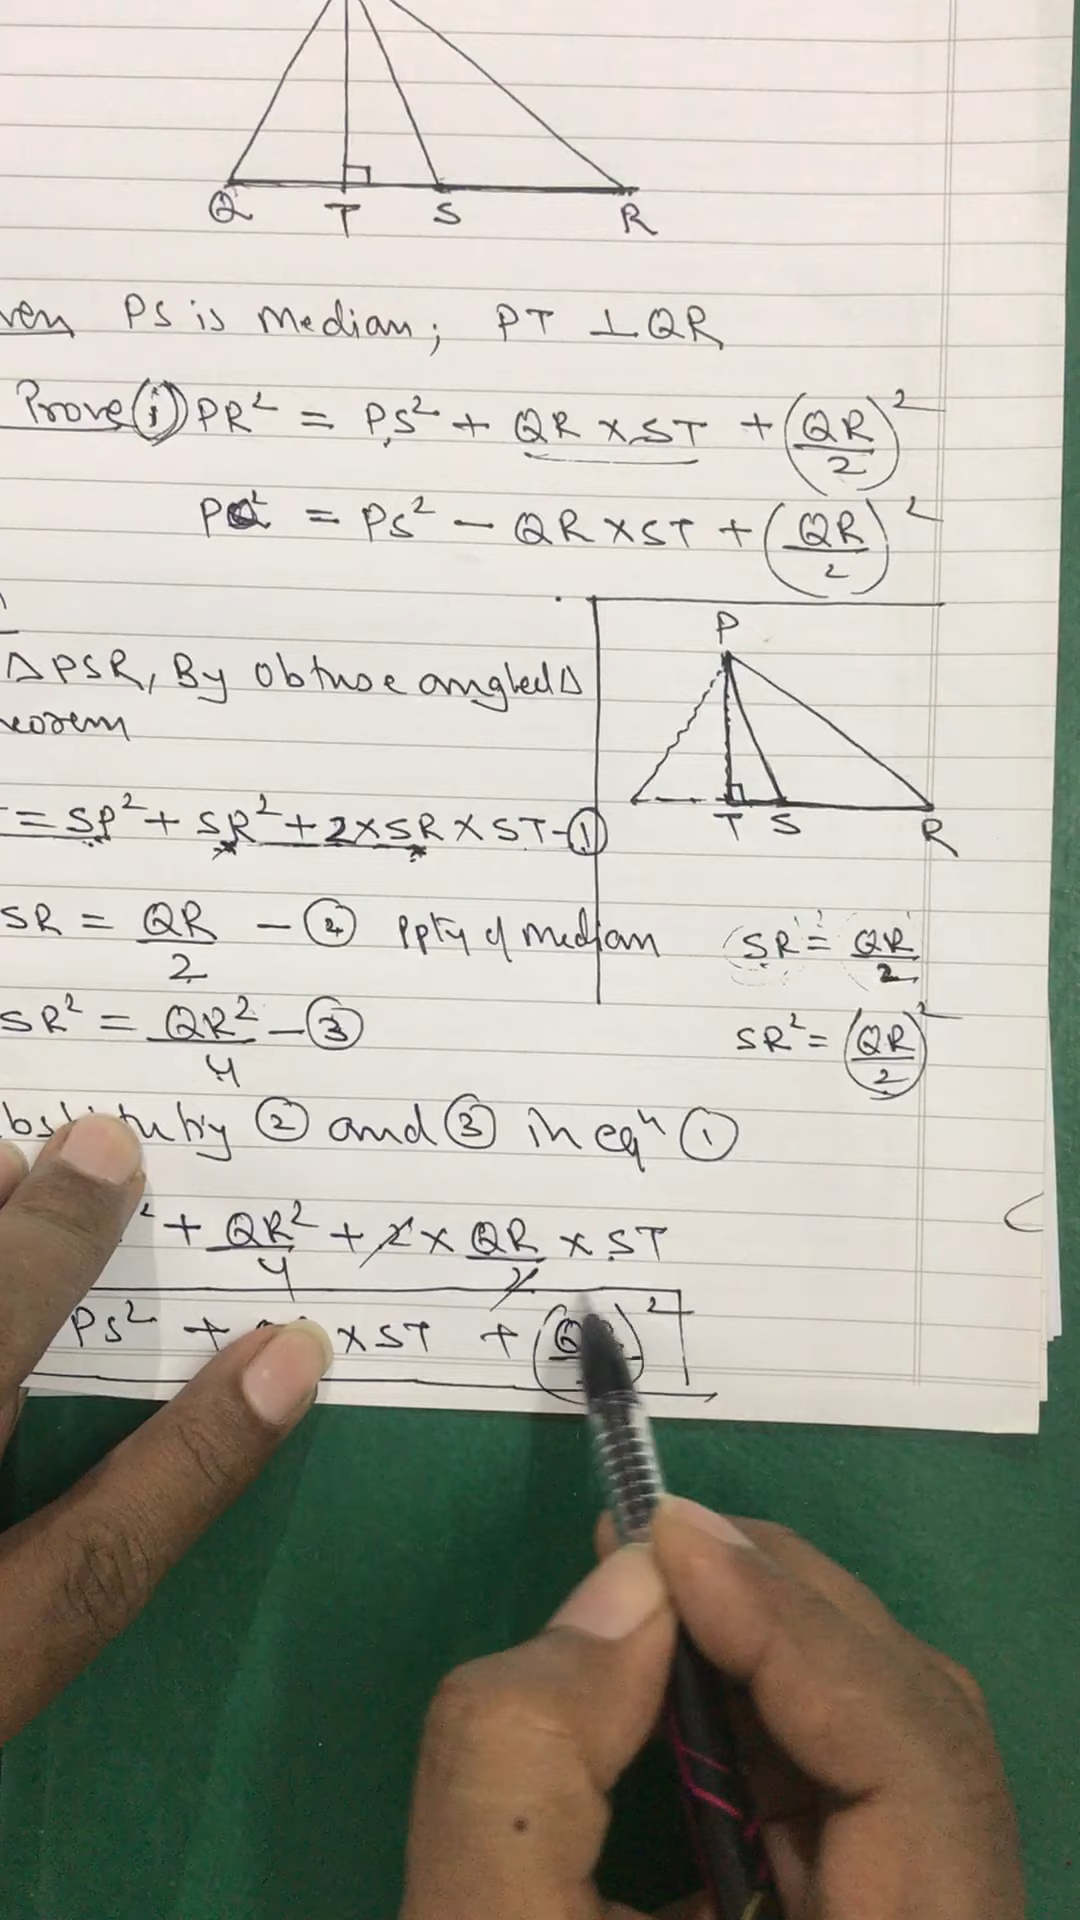 Q T S R
ven PS is median; PT ⊥ QR
Prove (i) PR² = PS² + QR × ST + (QR/2)²
PQ² = PS² − QR × ST + (QR/2)²
P
△PSR, By obtuse angled △
eorem
= SP² + SR² + 2 × SR × ST - ①
T S R
SR = QR/2 - ② ppty of median
SR = QR/2
SR² = QR²/4 - ③
SR² = (QR/2)²
② and ③ in eqⁿ ①
² + QR²/4 + 2 × QR/2 × ST
PS² + × ST + ( )²